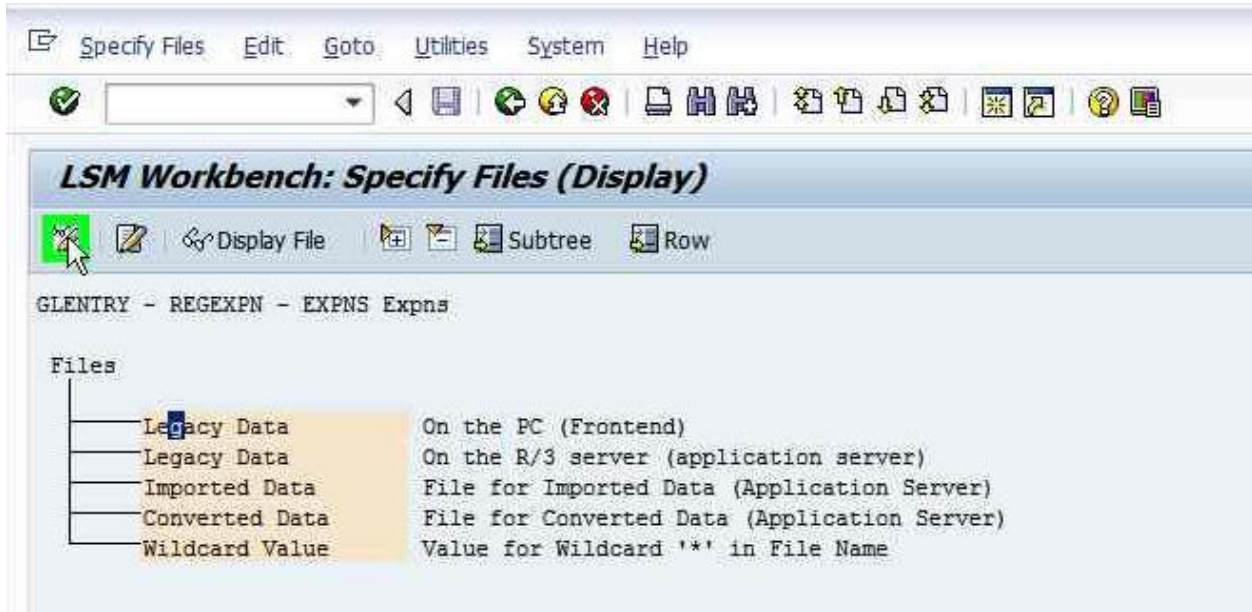 Specify Files Edit Goto Utilities System Help
LSM Workbench: Specify Files (Display)
Display File Subtree Row
GLENTRY - REGEXPN - EXPNS Expns
Files
Legacy Data On the PC (Frontend)
Legacy Data On the R/3 server (application server)
Imported Data File for Imported Data (Application Server)
Converted Data File for Converted Data (Application Server)
Wildcard Value Value for Wildcard '*' in File Name